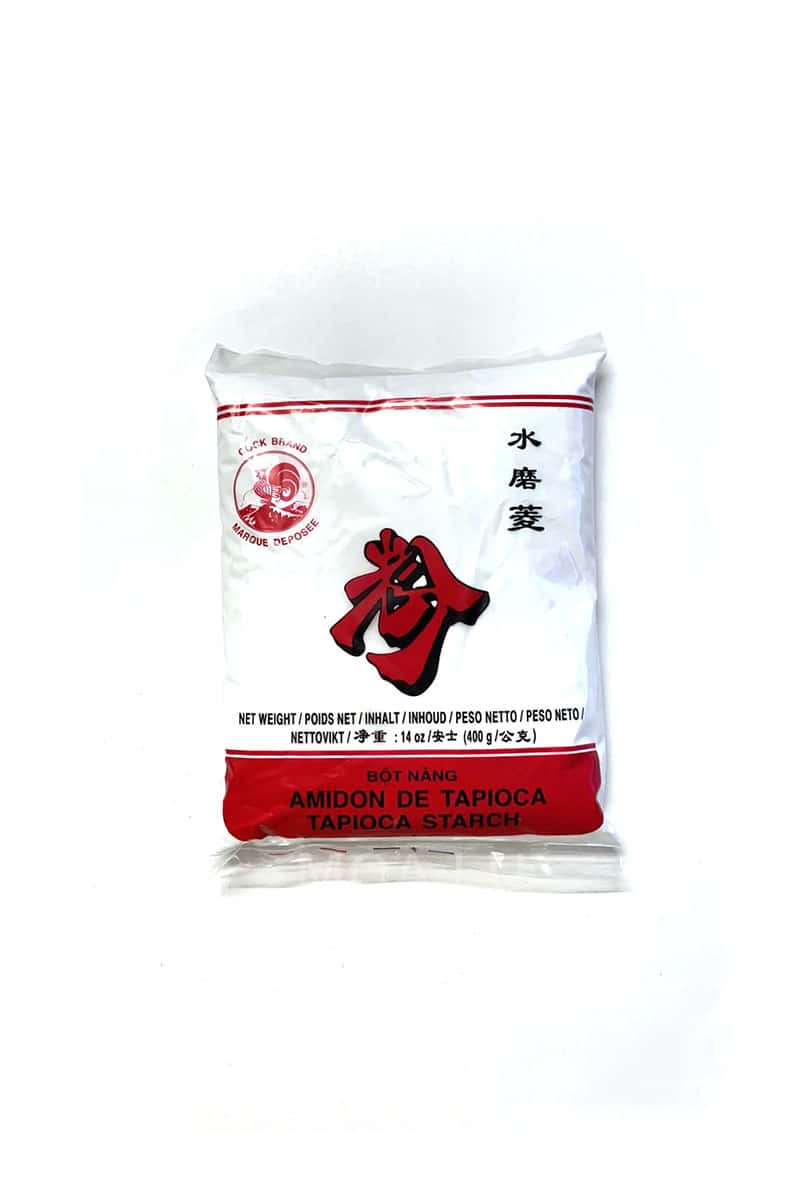 COCK BRAND
MARQUE DEPOSEE
水
磨
菱
粉
NET WEIGHT / POIDS NET / INHALT / INHOUD / PESO NETTO / PESO NETO /
NETTOVIKT / 净重 : 14 oz /安士 (400 g /公克)
BỘT NĂNG
AMIDON DE TAPIOCA
TAPIOCA STARCH